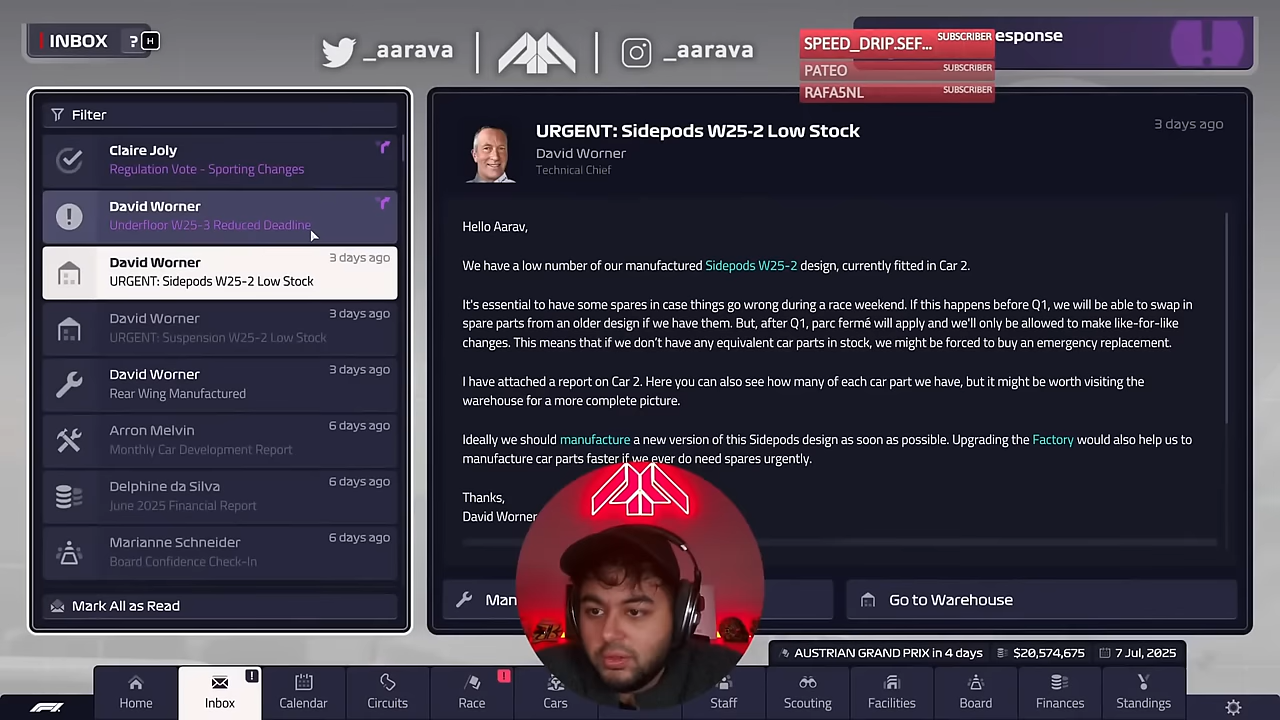 INBOX
? H
_aarava
_aarava
SPEED_DRIP.SEF... SUBSCRIBER
PATEO SUBSCRIBER
RAFA5NL SUBSCRIBER
esponse
Filter
Claire Joly
Regulation Vote - Sporting Changes
David Worner
Underfloor W25-3 Reduced Deadline
David Worner 3 days ago
URGENT: Sidepods W25-2 Low Stock
David Worner 3 days ago
URGENT: Suspension W25-2 Low Stock
David Worner 3 days ago
Rear Wing Manufactured
Arron Melvin 6 days ago
Monthly Car Development Report
Delphine da Silva 6 days ago
June 2025 Financial Report
Marianne Schneider 6 days ago
Board Confidence Check-In
Mark All as Read
URGENT: Sidepods W25-2 Low Stock 3 days ago
David Worner
Technical Chief
Hello Aarav,
We have a low number of our manufactured Sidepods W25-2 design, currently fitted in Car 2.
It's essential to have some spares in case things go wrong during a race weekend. If this happens before Q1, we will be able to swap in
spare parts from an older design if we have them. But, after Q1, parc fermé will apply and we'll only be allowed to make like-for-like
changes. This means that if we don't have any equivalent car parts in stock, we might be forced to buy an emergency replacement.
I have attached a report on Car 2. Here you can also see how many of each car part we have, but it might be worth visiting the
warehouse for a more complete picture.
Ideally we should manufacture a new version of this Sidepods design as soon as possible. Upgrading the Factory would also help us to
manufacture car parts faster if we ever do need spares urgently.
Thanks,
David Worner
Man
Go to Warehouse
AUSTRIAN GRAND PRIX in 4 days $20,574,675 7 Jul, 2025
Home
Inbox
Calendar
Circuits
Race
Cars
Staff
Scouting
Facilities
Board
Finances
Standings